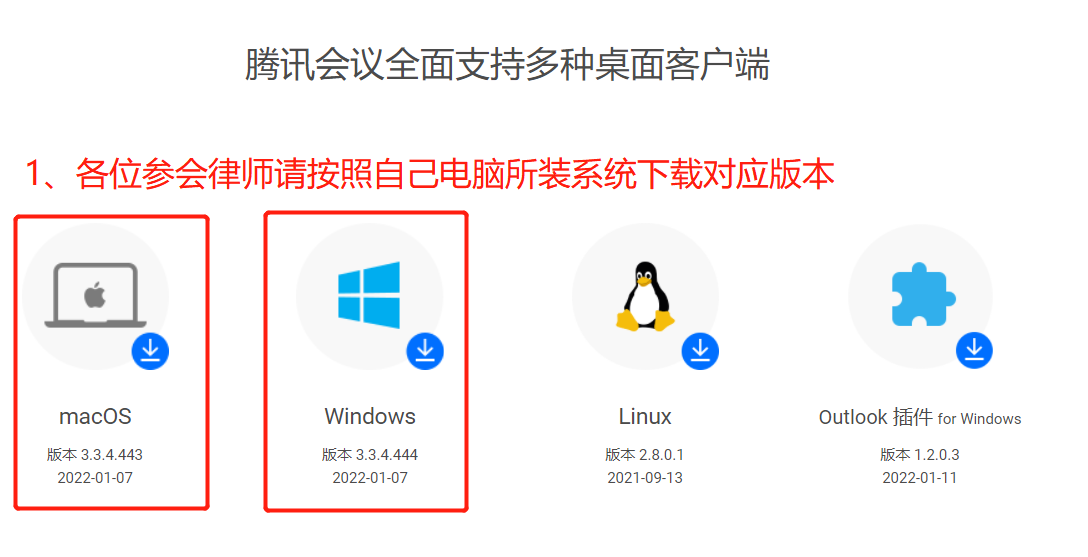 腾讯会议全面支持多种桌面客户端
1、各位参会律师请按照自己电脑所装系统下载对应版本
macOS
版本 3.3.4.443
2022-01-07
Windows
版本 3.3.4.444
2022-01-07
Linux
版本 2.8.0.1
2021-09-13
Outlook 插件 for Windows
版本 1.2.0.3
2022-01-11